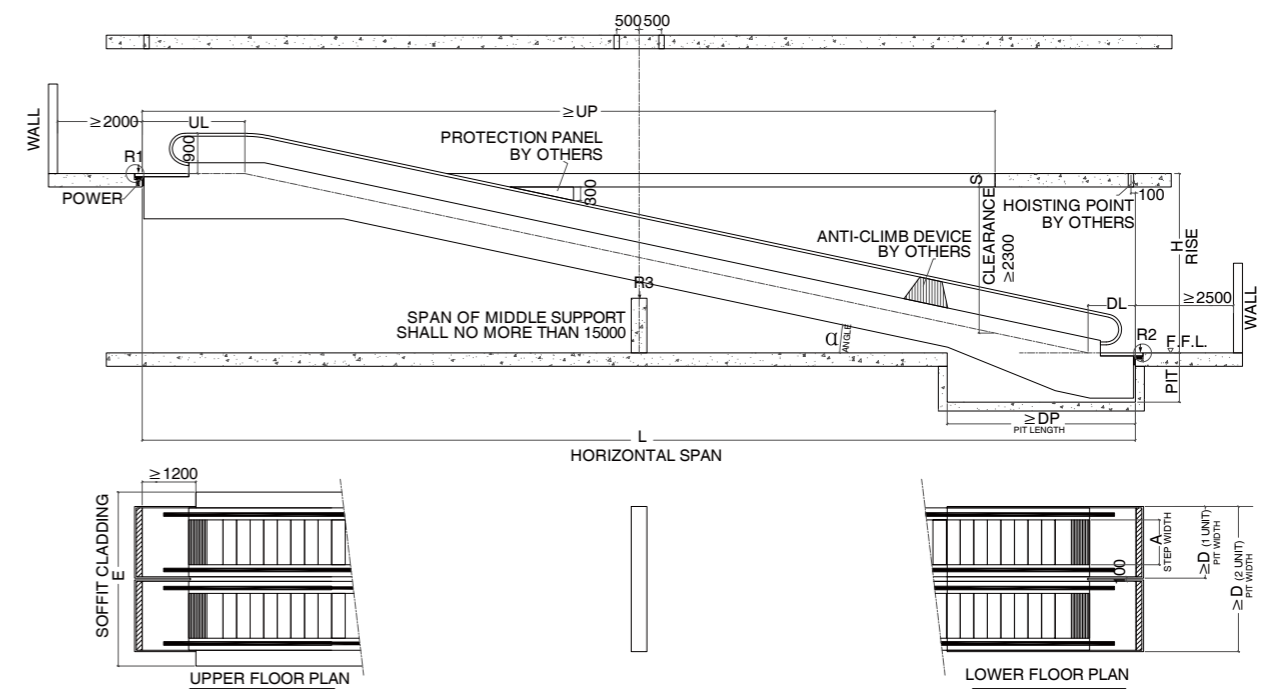 500 500
≥UP
≥2000
UL
WALL
PROTECTION PANEL
BY OTHERS
R1
900
POWER
300
S
HOISTING POINT
BY OTHERS
100
CLEARANCE
≥2300
ANTI-CLIMB DEVICE
BY OTHERS
H
RISE
R3
DL
≥2500
WALL
SPAN OF MIDDLE SUPPORT
SHALL NO MORE THAN 15000
α
ANGLE
R2
F.F.L.
PIT
≥DP
PIT LENGTH
L
HORIZONTAL SPAN
≥1200
SOFFIT CLADDING
E
A
STEP WIDTH
100
≥D (1 UNIT)
PIT WIDTH
≥D (2 UNIT)
PIT WIDTH
UPPER FLOOR PLAN
LOWER FLOOR PLAN